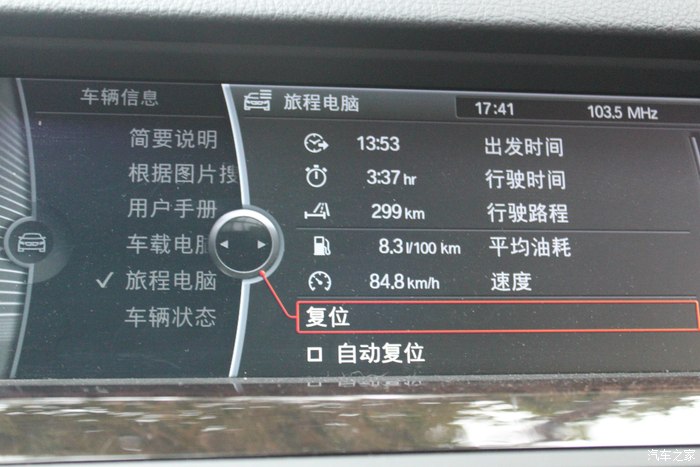 车辆信息
旅程电脑 17:41 103.5 MHz
简要说明
根据图片搜
用户手册
车载电脑
✓ 旅程电脑
车辆状态
13:53 出发时间
3:37 hr 行驶时间
299 km 行驶路程
8.3 l/100 km 平均油耗
84.8 km/h 速度
复位
自动复位
汽车之家